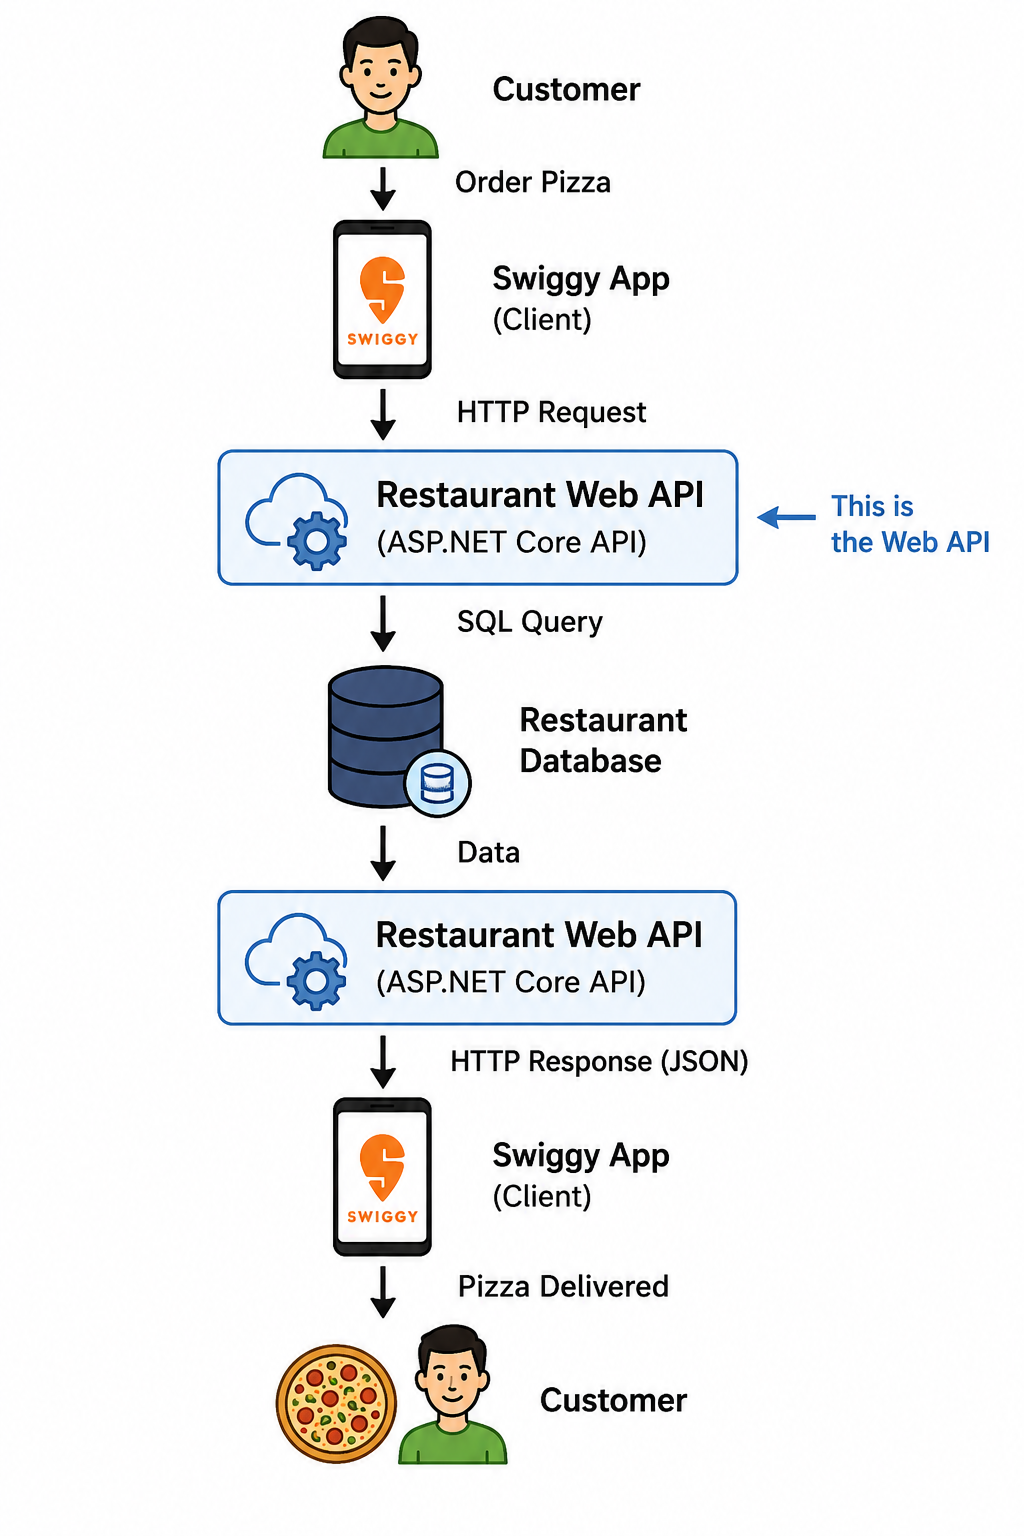 Customer
Order Pizza
Swiggy App
(Client)
SWIGGY
HTTP Request
Restaurant Web API
(ASP.NET Core API)
This is
the Web API
SQL Query
Restaurant
Database
Data
Restaurant Web API
(ASP.NET Core API)
HTTP Response (JSON)
Swiggy App
(Client)
SWIGGY
Pizza Delivered
Customer